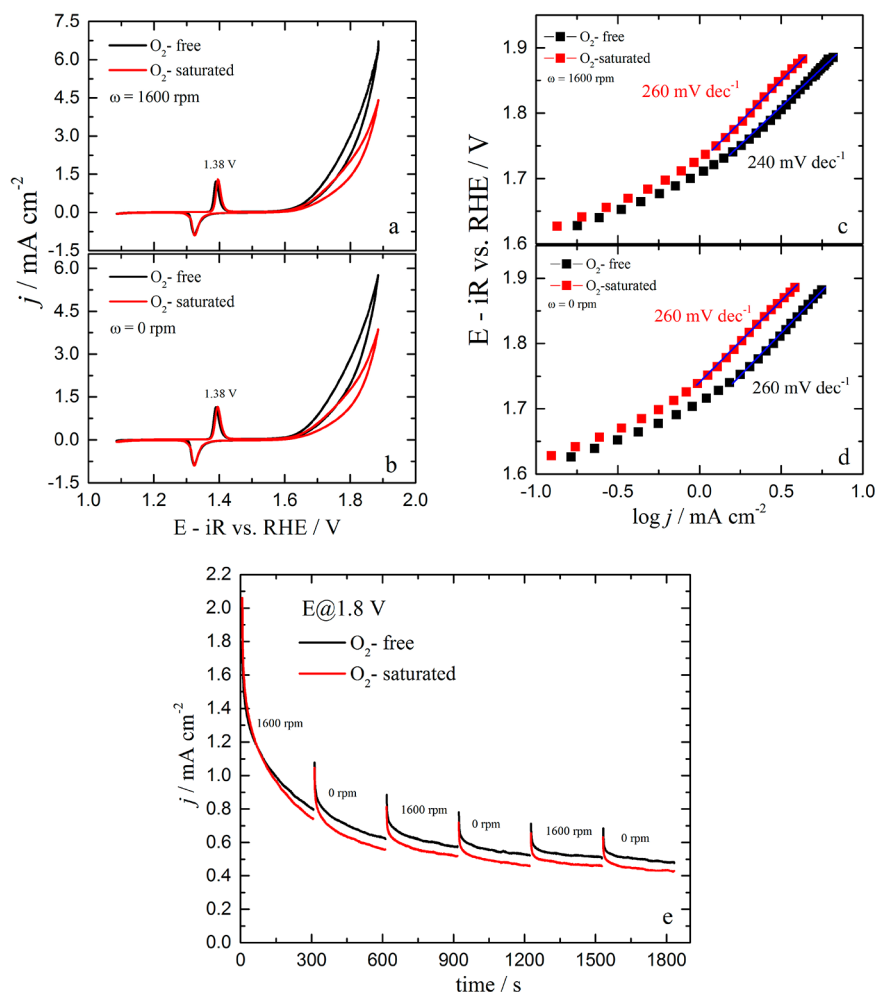 7.5
6.0
4.5
3.0
1.5
0.0
-1.5
O₂- free
O₂- saturated
ω = 1600 rpm
1.38 V
a
j / mA cm⁻²
6.0
4.5
3.0
1.5
0.0
-1.5
O₂- free
O₂- saturated
ω = 0 rpm
1.38 V
b
1.0 1.2 1.4 1.6 1.8 2.0
E - iR vs. RHE / V
1.9
1.8
1.7
1.6
O₂- free
O₂-saturated
ω = 1600 rpm
260 mV dec⁻¹
240 mV dec⁻¹
c
E - iR vs. RHE / V
1.9
1.8
1.7
1.6
O₂- free
O₂-saturated
ω = 0 rpm
260 mV dec⁻¹
260 mV dec⁻¹
d
-1.0 -0.5 0.0 0.5 1.0
log j / mA cm⁻²
2.2
2.0
1.8
1.6
1.4
1.2
1.0
0.8
0.6
0.4
0.2
0.0
j / mA cm⁻²
E@1.8 V
O₂- free
O₂- saturated
1600 rpm
0 rpm
1600 rpm
0 rpm
1600 rpm
0 rpm
e
0 300 600 900 1200 1500 1800
time / s